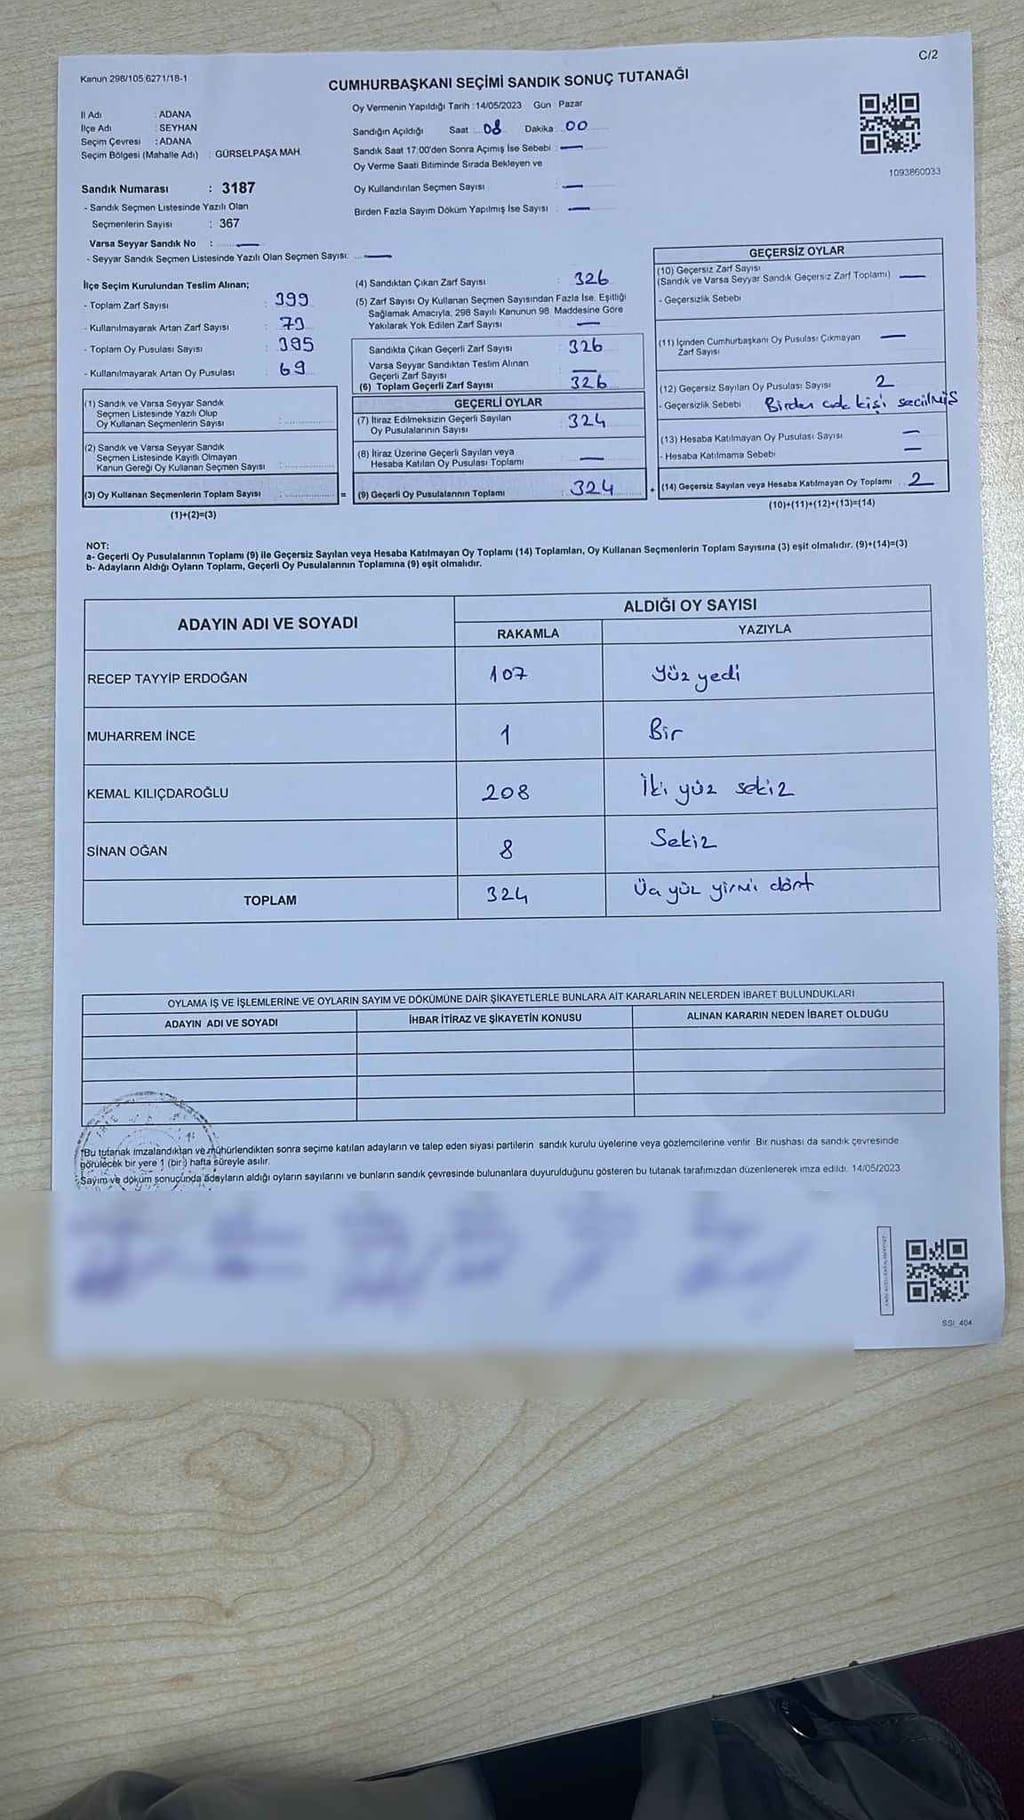 Kanun 298/105 6271/18-1
C/2
CUMHURBAŞKANI SEÇİMİ SANDIK SONUÇ TUTANAĞI
İl Adı : ADANA
İlçe Adı : SEYHAN
Seçim Çevresi : ADANA
Seçim Bölgesi (Mahalle Adı) : GÜRSELPAŞA MAH.
Oy Vermenin Yapıldığı Tarih : 14/05/2023 Gün : Pazar
Sandığın Açıldığı Saat 08 Dakika : 00
Sandık Saat 17:00'den Sonra Açımış İse Sebebi : —
Oy Verme Saati Bitiminde Sırada Bekleyen ve
Oy Kullandırılan Seçmen Sayısı : —
Birden Fazla Sayım Döküm Yapılmış İse Sayısı —
1093860033
Sandık Numarası : 3187
- Sandık Seçmen Listesinde Yazılı Olan
Seçmenlerin Sayısı : 367
Varsa Seyyar Sandık No : —
- Seyyar Sandık Seçmen Listesinde Yazılı Olan Seçmen Sayısı: —
İlçe Seçim Kurulundan Teslim Alınan;
- Toplam Zarf Sayısı : 399
- Kullanılmayarak Artan Zarf Sayısı : 73
- Toplam Oy Pusulası Sayısı : 395
- Kullanılmayarak Artan Oy Pusulası : 69
(1) Sandık ve Varsa Seyyar Sandık
Seçmen Listesinde Yazılı Olup
Oy Kullanan Seçmenlerin Sayısı :
(2) Sandık ve Varsa Seyyar Sandık
Seçmen Listesinde Kayıtlı Olmayan
Kanun Gereği Oy Kullanan Seçmen Sayısı :
(3) Oy Kullanan Seçmenlerin Toplam Sayısı : =
(1)+(2)=(3)
(4) Sandıktan Çıkan Zarf Sayısı : 326
(5) Zarf Sayısı Oy Kullanan Seçmen Sayısından Fazla İse, Eşitliği
Sağlamak Amacıyla, 298 Sayılı Kanunun 98. Maddesine Göre
Yakılarak Yok Edilen Zarf Sayısı : —
Sandıkta Çıkan Geçerli Zarf Sayısı : 326
Varsa Seyyar Sandıktan Teslim Alınan
Geçerli Zarf Sayısı : —
(6) Toplam Geçerli Zarf Sayısı : 326
GEÇERLİ OYLAR
(7) İtiraz Edilmeksizin Geçerli Sayılan
Oy Pusulalarının Sayısı : 324
(8) İtiraz Üzerine Geçerli Sayılan veya
Hesaba Katılan Oy Pusulası Toplamı : —
(9) Geçerli Oy Pusulalarının Toplamı : 324 +
GEÇERSİZ OYLAR
(10) Geçersiz Zarf Sayısı
(Sandık ve Varsa Seyyar Sandık Geçersiz Zarf Toplamı) —
- Geçersizlik Sebebi
(11) İçinden Cumhurbaşkanı Oy Pusulası Çıkmayan
Zarf Sayısı —
(12) Geçersiz Sayılan Oy Pusulası Sayısı 2
- Geçersizlik Sebebi Birden çok kişi seçilmiş
(13) Hesaba Katılmayan Oy Pusulası Sayısı —
- Hesaba Katılmama Sebebi —
(14) Geçersiz Sayılan veya Hesaba Katılmayan Oy Toplamı 2
(10)+(11)+(12)+(13)=(14)
NOT:
a- Geçerli Oy Pusulalarının Toplamı (9) ile Geçersiz Sayılan veya Hesaba Katılmayan Oy Toplamı (14) Toplamları, Oy Kullanan Seçmenlerin Toplam Sayısına (3) eşit olmalıdır. (9)+(14)=(3)
b- Adayların Aldığı Oyların Toplamı, Geçerli Oy Pusulalarının Toplamına (9) eşit olmalıdır.
ADAYIN ADI VE SOYADI
ALDIĞI OY SAYISI
RAKAMLA YAZIYLA
RECEP TAYYİP ERDOĞAN 107 Yüz yedi
MUHARREM İNCE 1 Bir
KEMAL KILIÇDAROĞLU 208 İki yüz sekiz
SİNAN OĞAN 8 Sekiz
TOPLAM 324 Üç yüz yirmi dört
OYLAMA İŞ VE İŞLEMLERİNE VE OYLARIN SAYIM VE DÖKÜMÜNE DAİR ŞİKAYETLERLE BUNLARA AİT KARARLARIN NELERDEN İBARET BULUNDUKLARI
ADAYIN ADI VE SOYADI İHBAR İTİRAZ VE ŞİKAYETİN KONUSU ALINAN KARARIN NEDEN İBARET OLDUĞU
*Bu tutanak imzalandıktan ve mühürlendikten sonra seçime katılan adayların ve talep eden siyasi partilerin sandık kurulu üyelerine veya gözlemcilerine verilir. Bir nüshası da sandık çevresinde
görülecek bir yere 1 (bir) hafta süreyle asılır.
*Sayım ve döküm sonucunda adayların aldığı oyların sayılarını ve bunların sandık çevresinde bulunanlara duyurulduğunu gösteren bu tutanak tarafımızdan düzenlenerek imza edildi. 14/05/2023
SSI_404